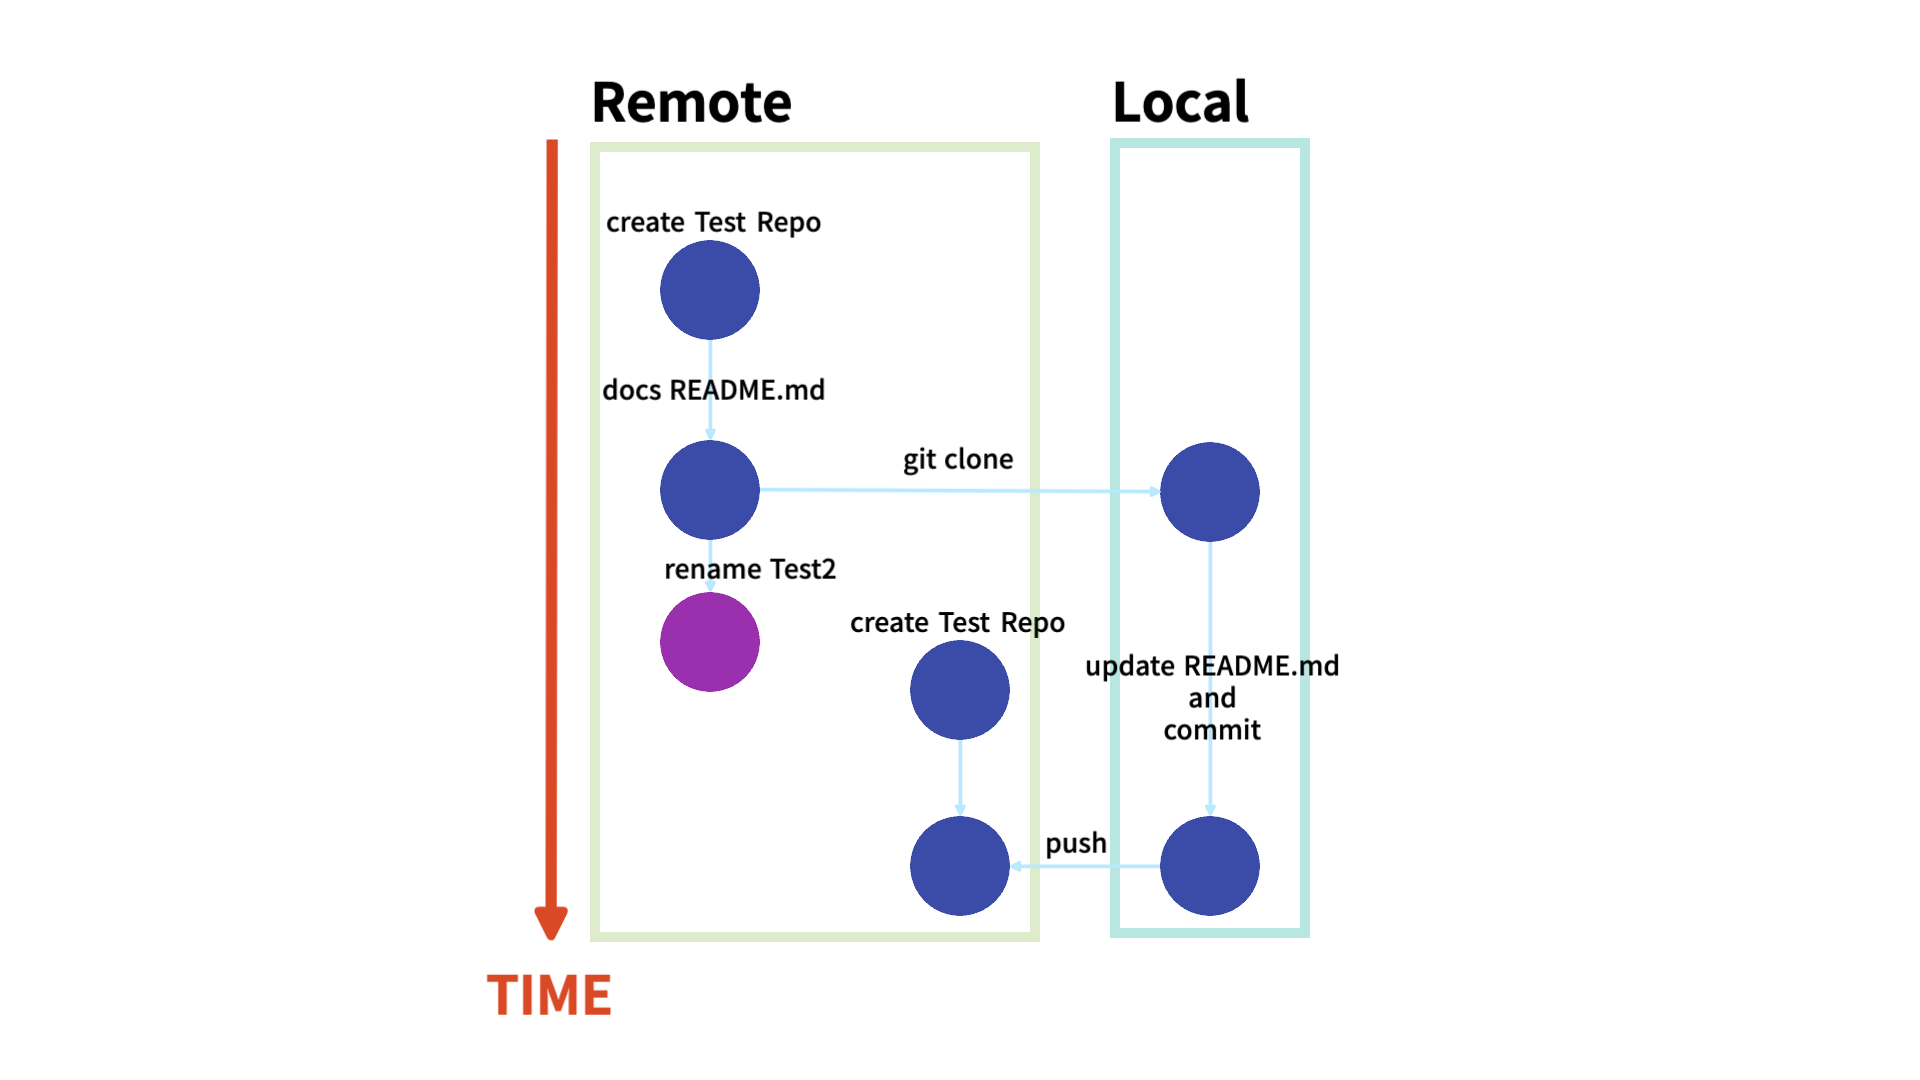 Remote
Local
create Test Repo
docs README.md
git clone
rename Test2
create Test Repo
update README.md
and
commit
push
TIME